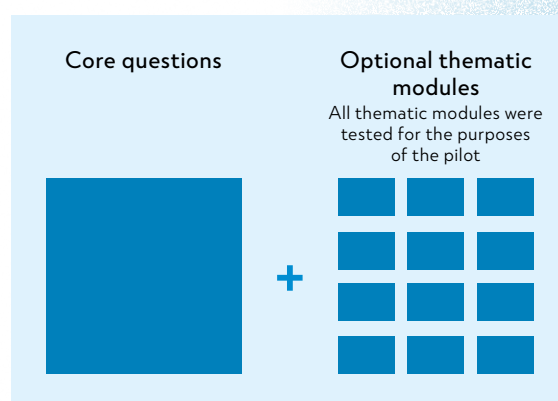 Core questions
Optional thematic
modules
All thematic modules were
tested for the purposes
of the pilot
+